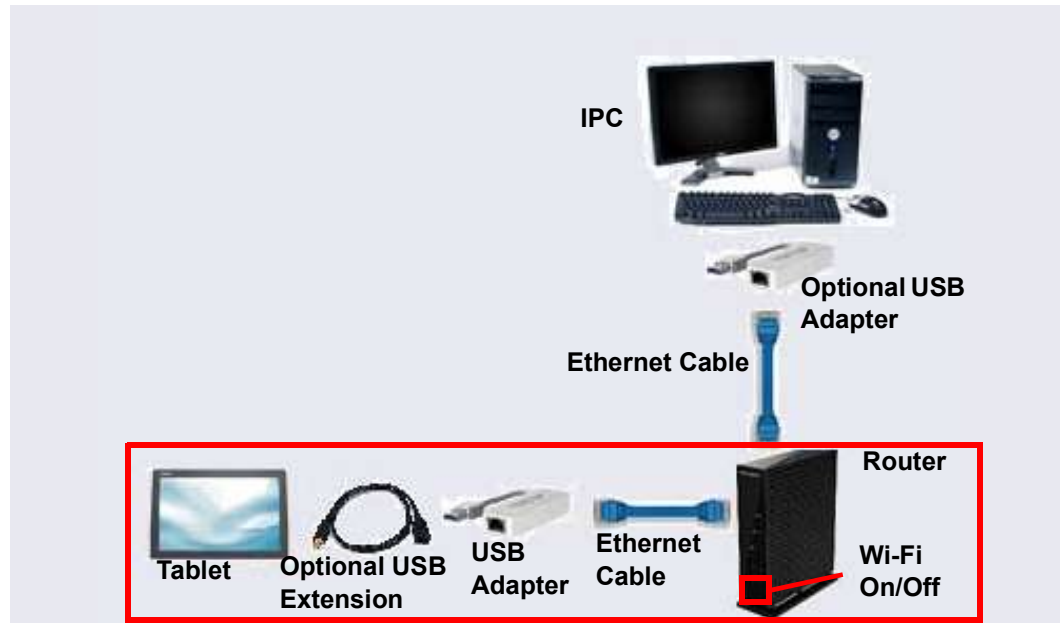 IPC
Optional USB
Adapter
Ethernet Cable
Router
Tablet
Optional USB
Extension
USB
Adapter
Ethernet
Cable
Wi-Fi
On/Off